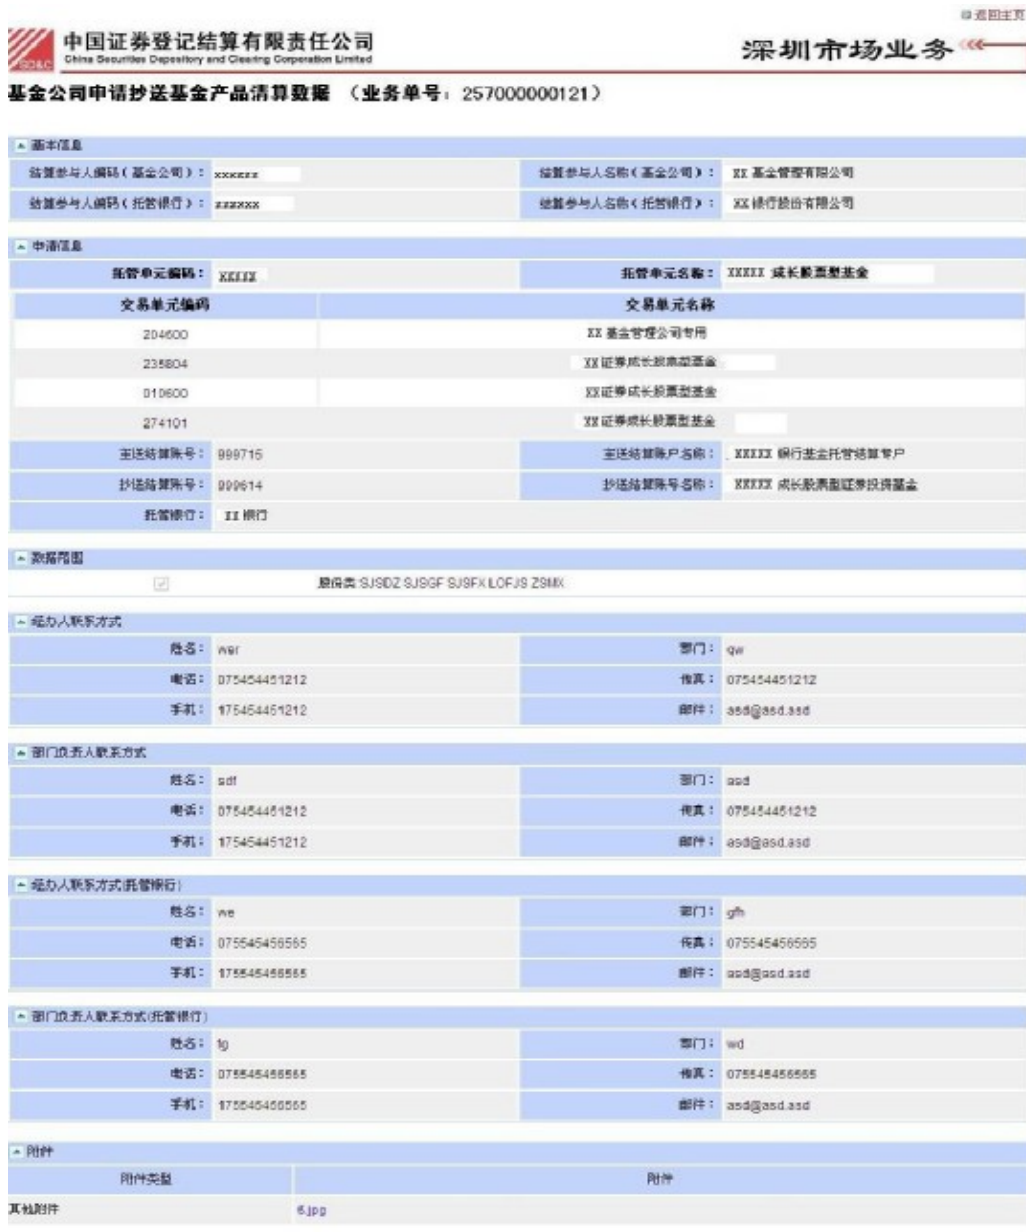 返回主页
SD&C
中国证券登记结算有限责任公司
China Securities Depository and Clearing Corporation Limited
深圳市场业务
基金公司申请抄送基金产品清算数据 （业务单号：257000000121）
基本信息
结算参与人编码（基金公司）： xxxxxx 结算参与人名称（基金公司）： XX 基金管理有限公司
结算参与人编码（托管银行）： xxxxxx 结算参与人名称（托管银行）： XX 银行股份有限公司
申请信息
托管单元编码： XXXXX 托管单元名称： XXXXX 成长股票型基金
交易单元编码 交易单元名称
204600 XX 基金管理公司专用
235804 XX 证券成长股票型基金
010600 XX 证券成长股票型基金
274101 XX 证券成长股票型基金
主送结算账号： 999715 主送结算账户名称： XXXXX 银行基金托管结算专户
抄送结算账号： 999614 抄送结算账号名称： XXXXX 成长股票型证券投资基金
托管银行： XX 银行
数据范围
股份类:SJSDZ SJSGF SJSFX LOFJS ZSMX
经办人联系方式
姓名： wer 部门： qw
电话： 075454451212 传真： 075454451212
手机： 175454451212 邮件： asd@asd.asd
部门负责人联系方式
姓名： sdf 部门： asd
电话： 075454451212 传真： 075454451212
手机： 175454451212 邮件： asd@asd.asd
经办人联系方式(托管银行)
姓名： we 部门： gfh
电话： 075545456565 传真： 075545456565
手机： 175545456565 邮件： asd@asd.asd
部门负责人联系方式(托管银行)
姓名： fg 部门： wd
电话： 075545456565 传真： 075545456565
手机： 175545456565 邮件： asd@asd.asd
附件
附件类型 附件
其他附件 6.jpg